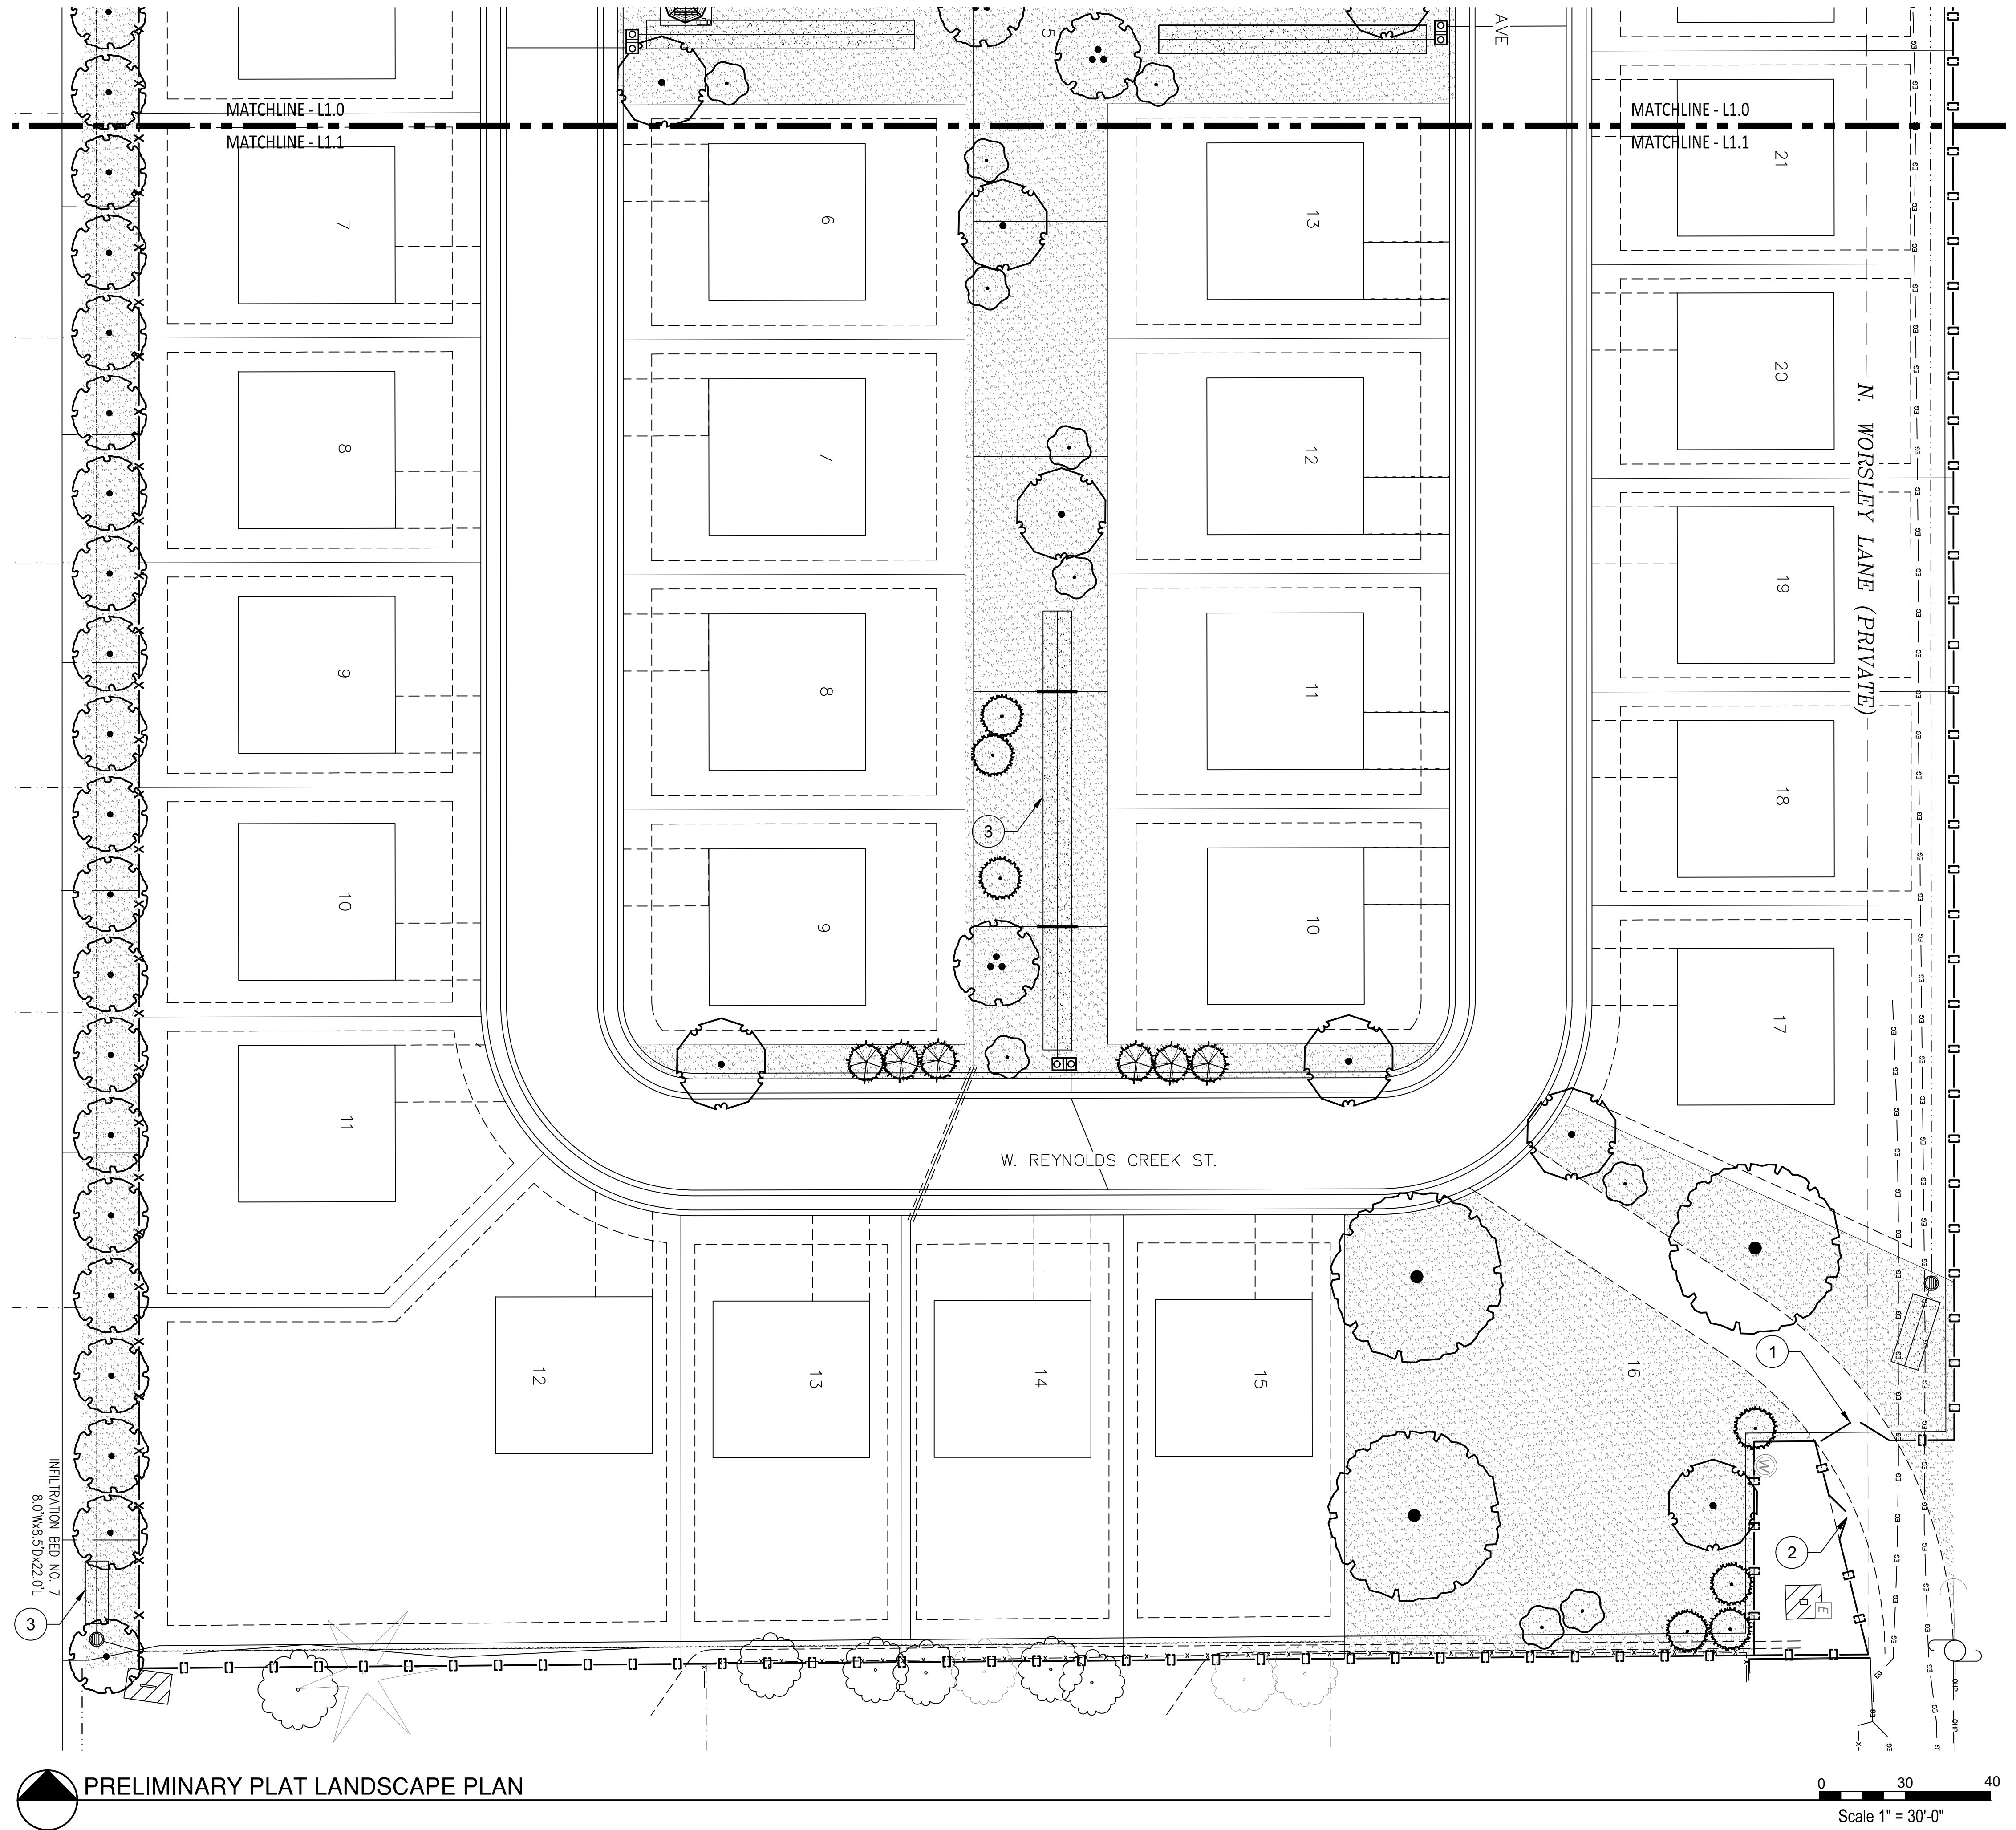 AVE
5
MATCHLINE - L1.0
MATCHLINE - L1.1
MATCHLINE - L1.0
MATCHLINE - L1.1
7
6
13
21
8
7
12
20
N. WORSLEY LANE (PRIVATE)
9
8
11
19
3
18
10
9
10
17
11
W. REYNOLDS CREEK ST.
12
13
14
15
16
1
2
W
E
INFILTRATION BED NO. 7
8.0'Wx8.5'Dx22.0'L
3
OHP
OHP
PRELIMINARY PLAT LANDSCAPE PLAN
0 30 40
Scale 1" = 30'-0"